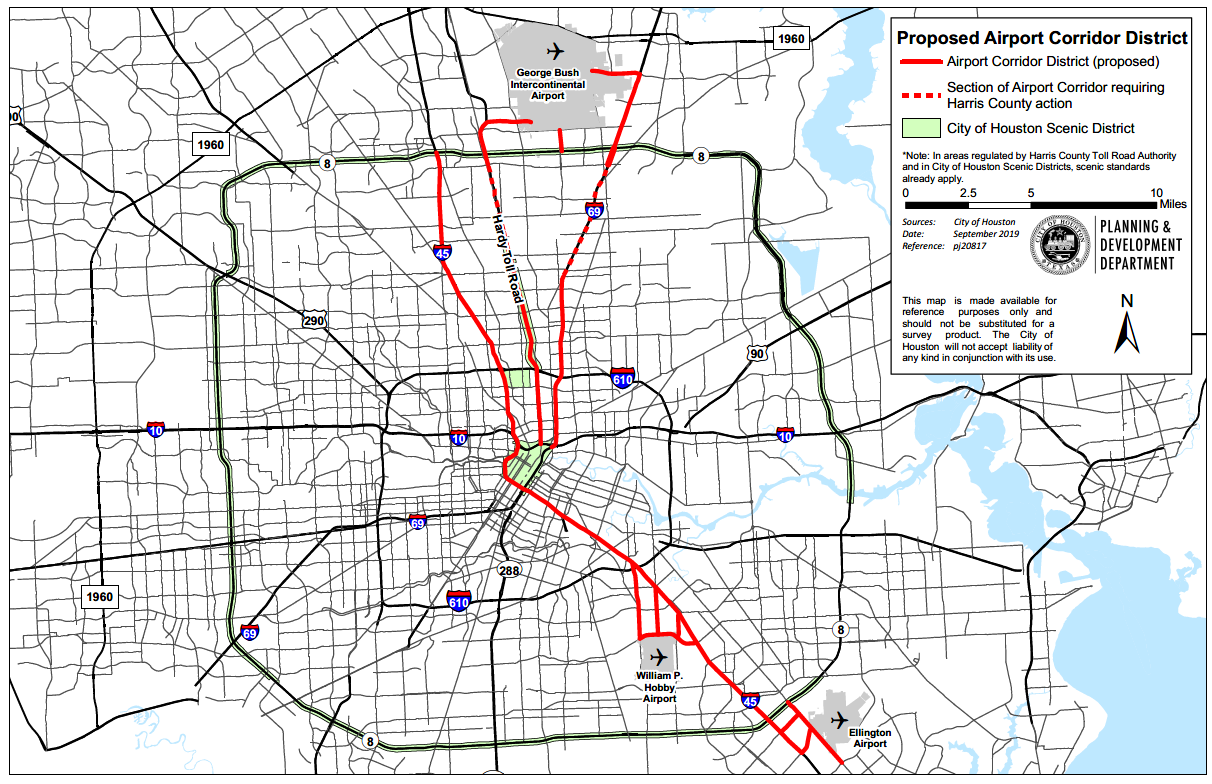 Proposed Airport Corridor District
Airport Corridor District (proposed)
Section of Airport Corridor requiring
Harris County action
City of Houston Scenic District
*Note: In areas regulated by Harris County Toll Road Authority
and in City of Houston Scenic Districts, scenic standards
already apply.
0 2.5 5 10
Miles
Sources: City of Houston
Date: September 2019
Reference: pj20817
PLANNING &
DEVELOPMENT
DEPARTMENT
CITY OF HOUSTON
TEXAS
This map is made available for
reference purposes only and
should not be substituted for a
survey product. The City of
Houston will not accept liability of
any kind in conjunction with its use.
N
1960
George Bush
Intercontinental
Airport
1960
8
8
69
45
Hardy Toll Road
290
90
610
10
10
10
69
288
1960
610
69
8
William P.
Hobby
Airport
45
8
Ellington
Airport